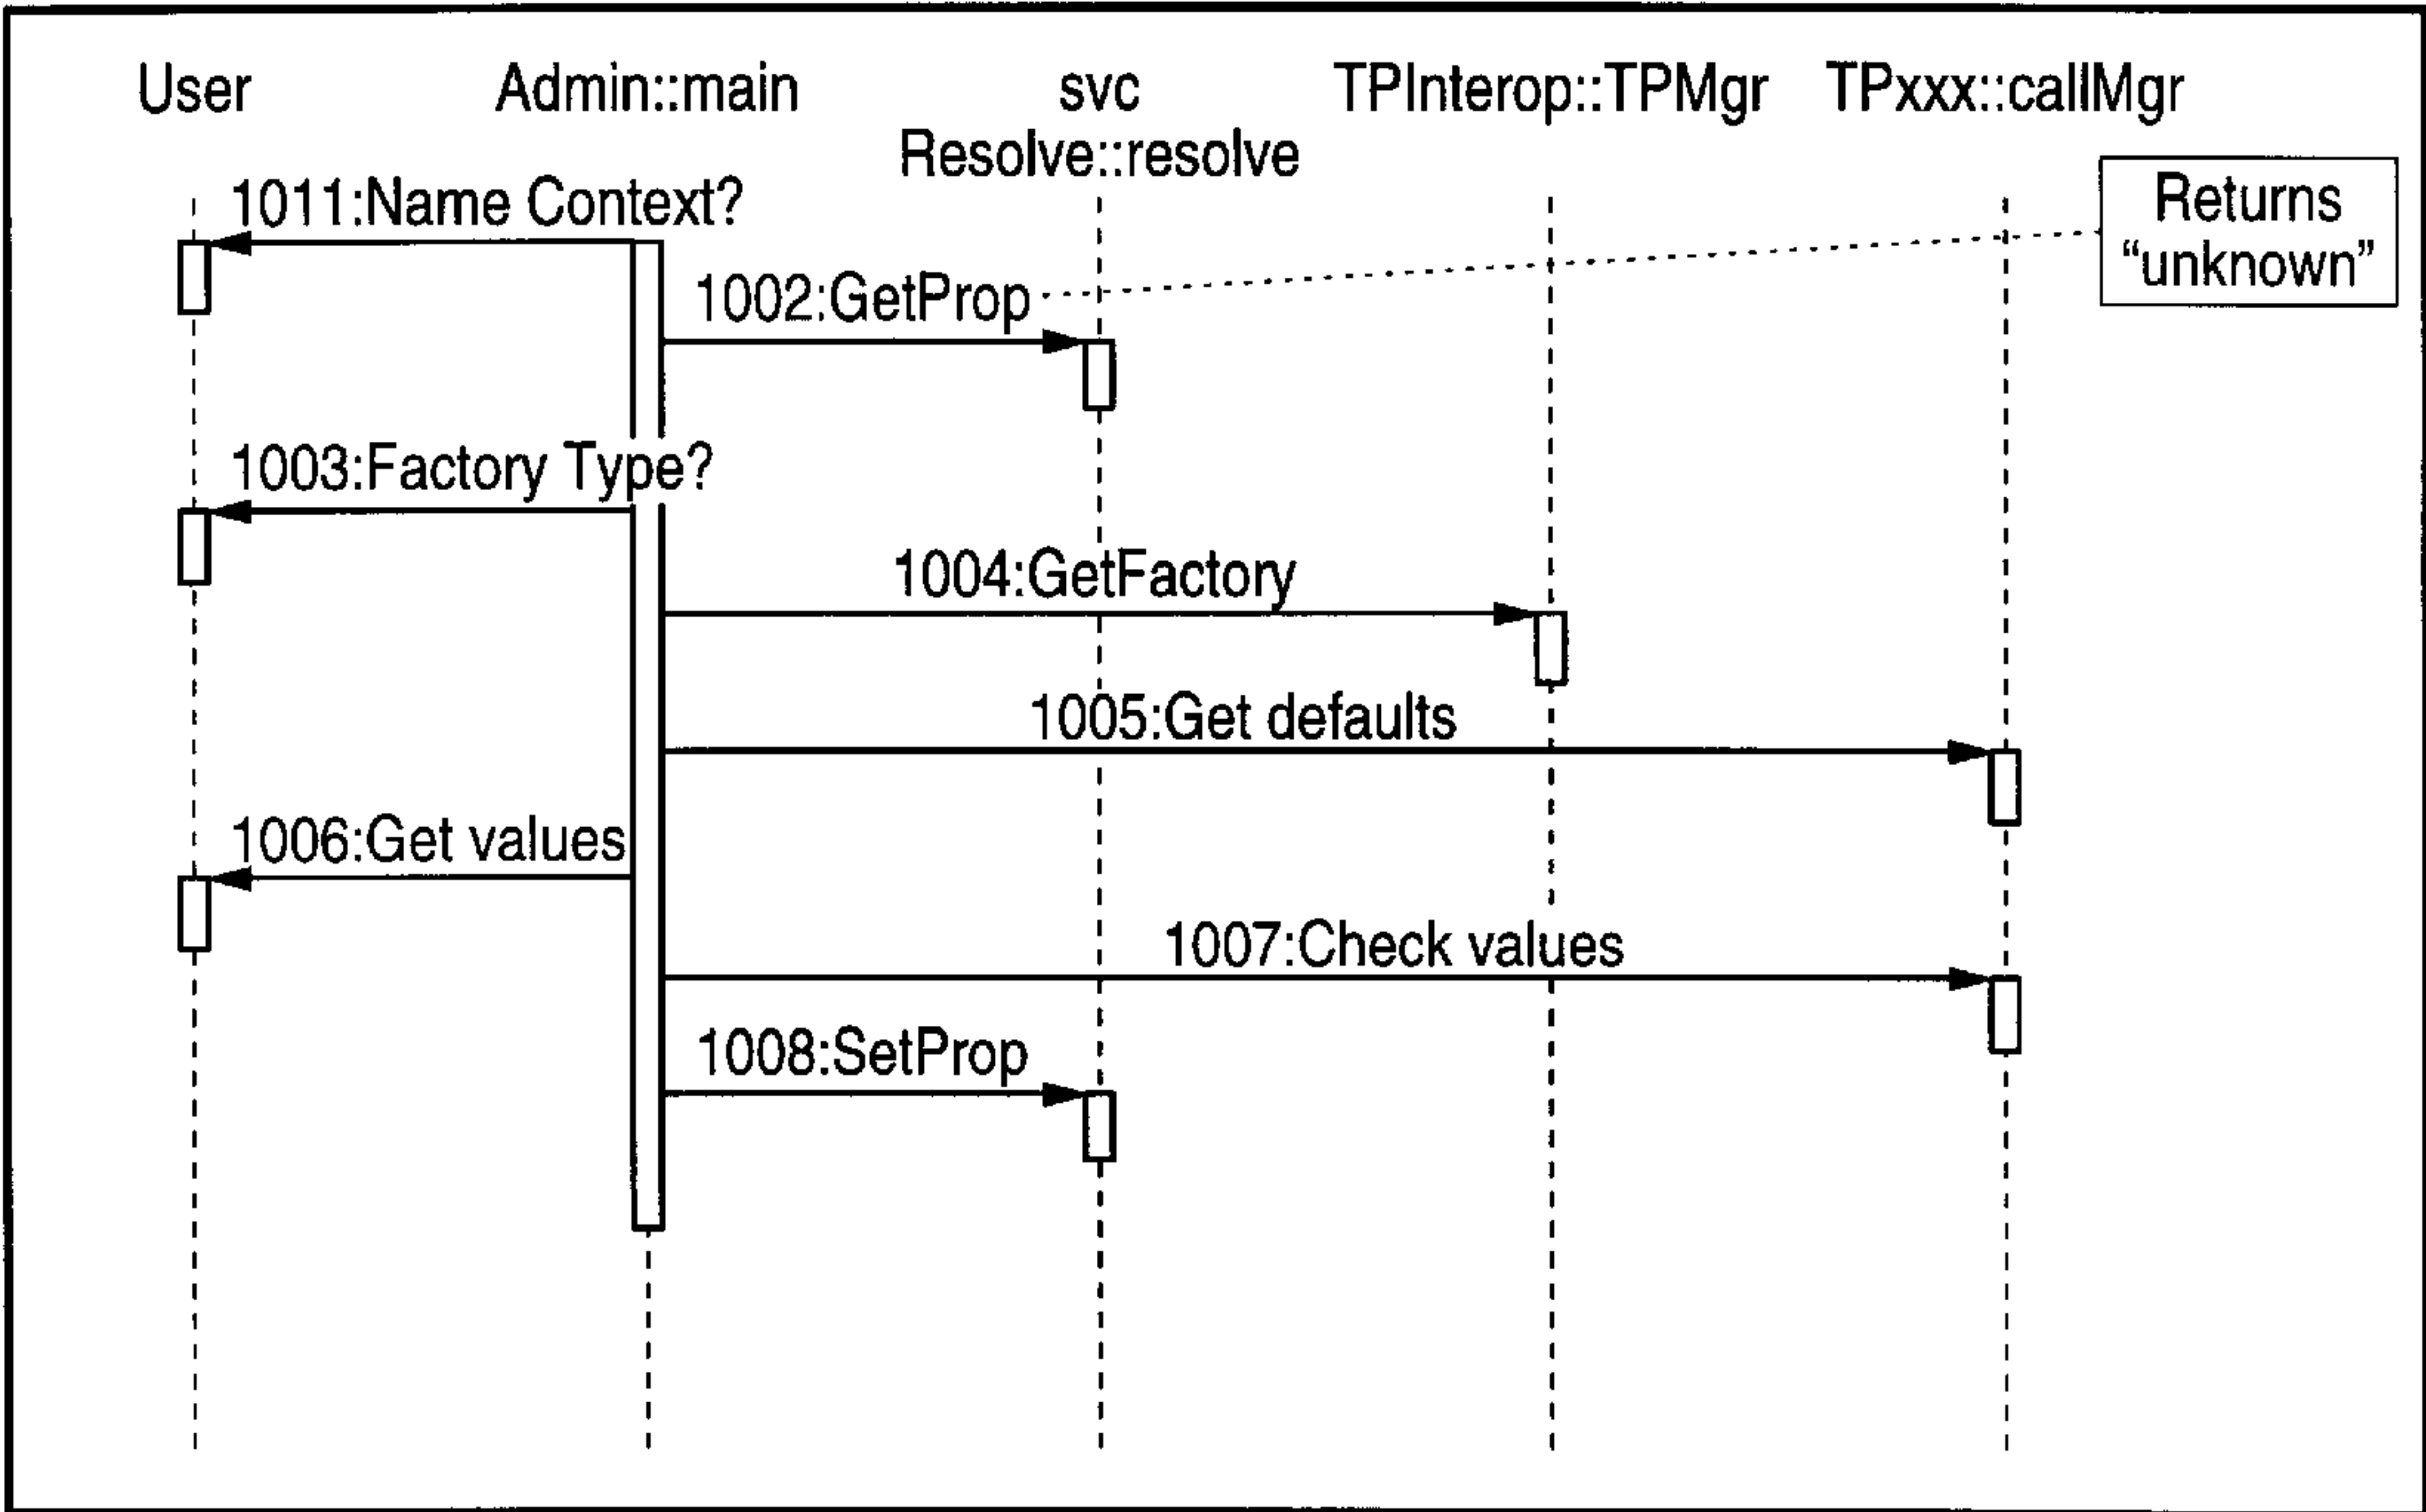 User
Admin::main
svc
Resolve::resolve
TPInterop::TPMgr
TPxxx::callMgr
1011:Name Context?
Returns
“unknown”
1002:GetProp
1003:Factory Type?
1004:GetFactory
1005:Get defaults
1006:Get values
1007:Check values
1008:SetProp